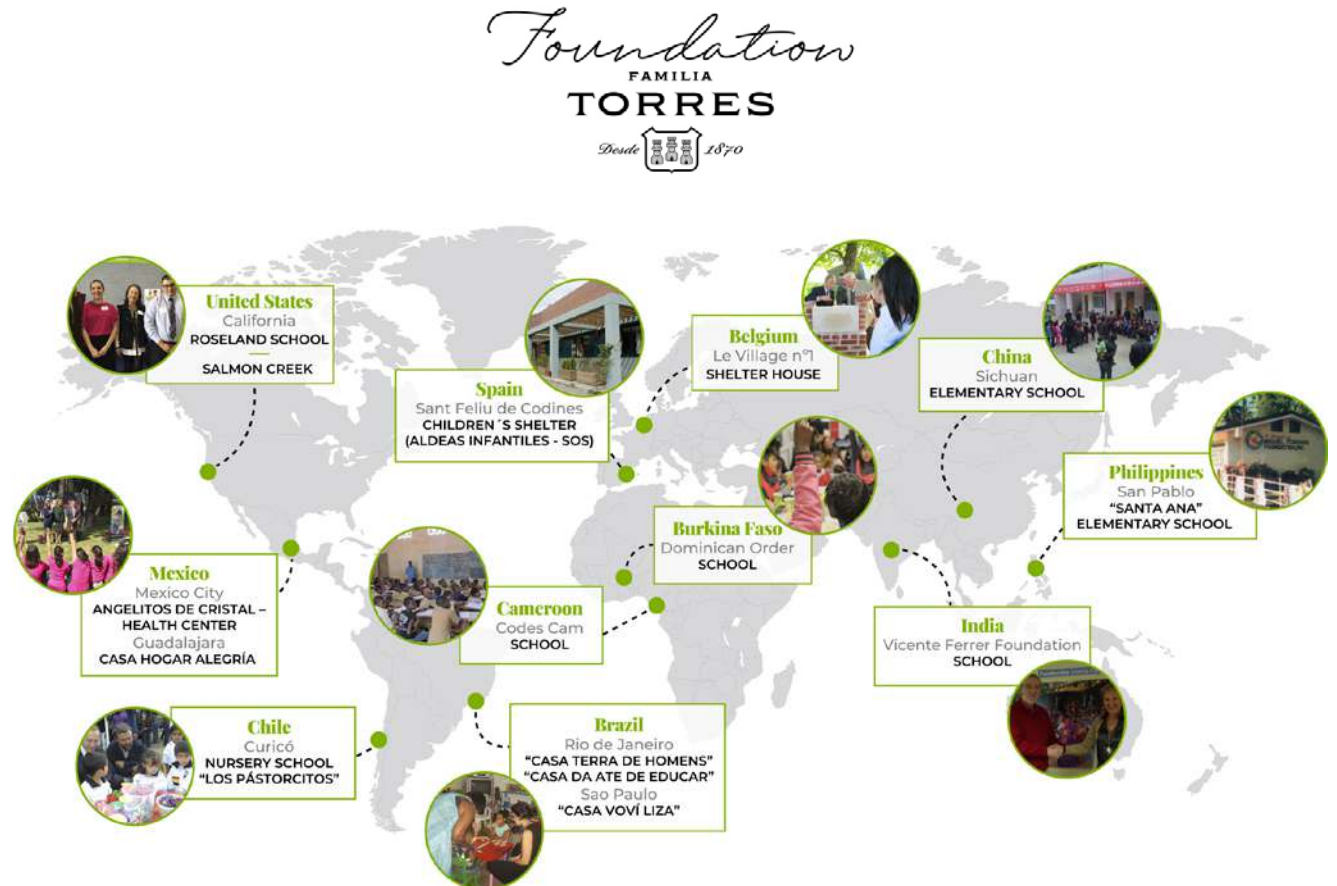 Foundation
FAMILIA
TORRES
Desde 1870
United States
California
ROSELAND SCHOOL
SALMON CREEK
Spain
Sant Feliu de Codines
CHILDREN´S SHELTER
(ALDEAS INFANTILES - SOS)
Belgium
Le Village nº1
SHELTER HOUSE
China
Sichuan
ELEMENTARY SCHOOL
Philippines
San Pablo
“SANTA ANA”
ELEMENTARY SCHOOL
Mexico
Mexico City
ANGELITOS DE CRISTAL –
HEALTH CENTER
Guadalajara
CASA HOGAR ALEGRÍA
Cameroon
Codes Cam
SCHOOL
Burkina Faso
Dominican Order
SCHOOL
India
Vicente Ferrer Foundation
SCHOOL
Chile
Curicó
NURSERY SCHOOL
“LOS PÁSTORCITOS”
Brazil
Rio de Janeiro
“CASA TERRA DE HOMENS”
“CASA DA ATE DE EDUCAR”
Sao Paulo
“CASA VOVÍ LIZA”